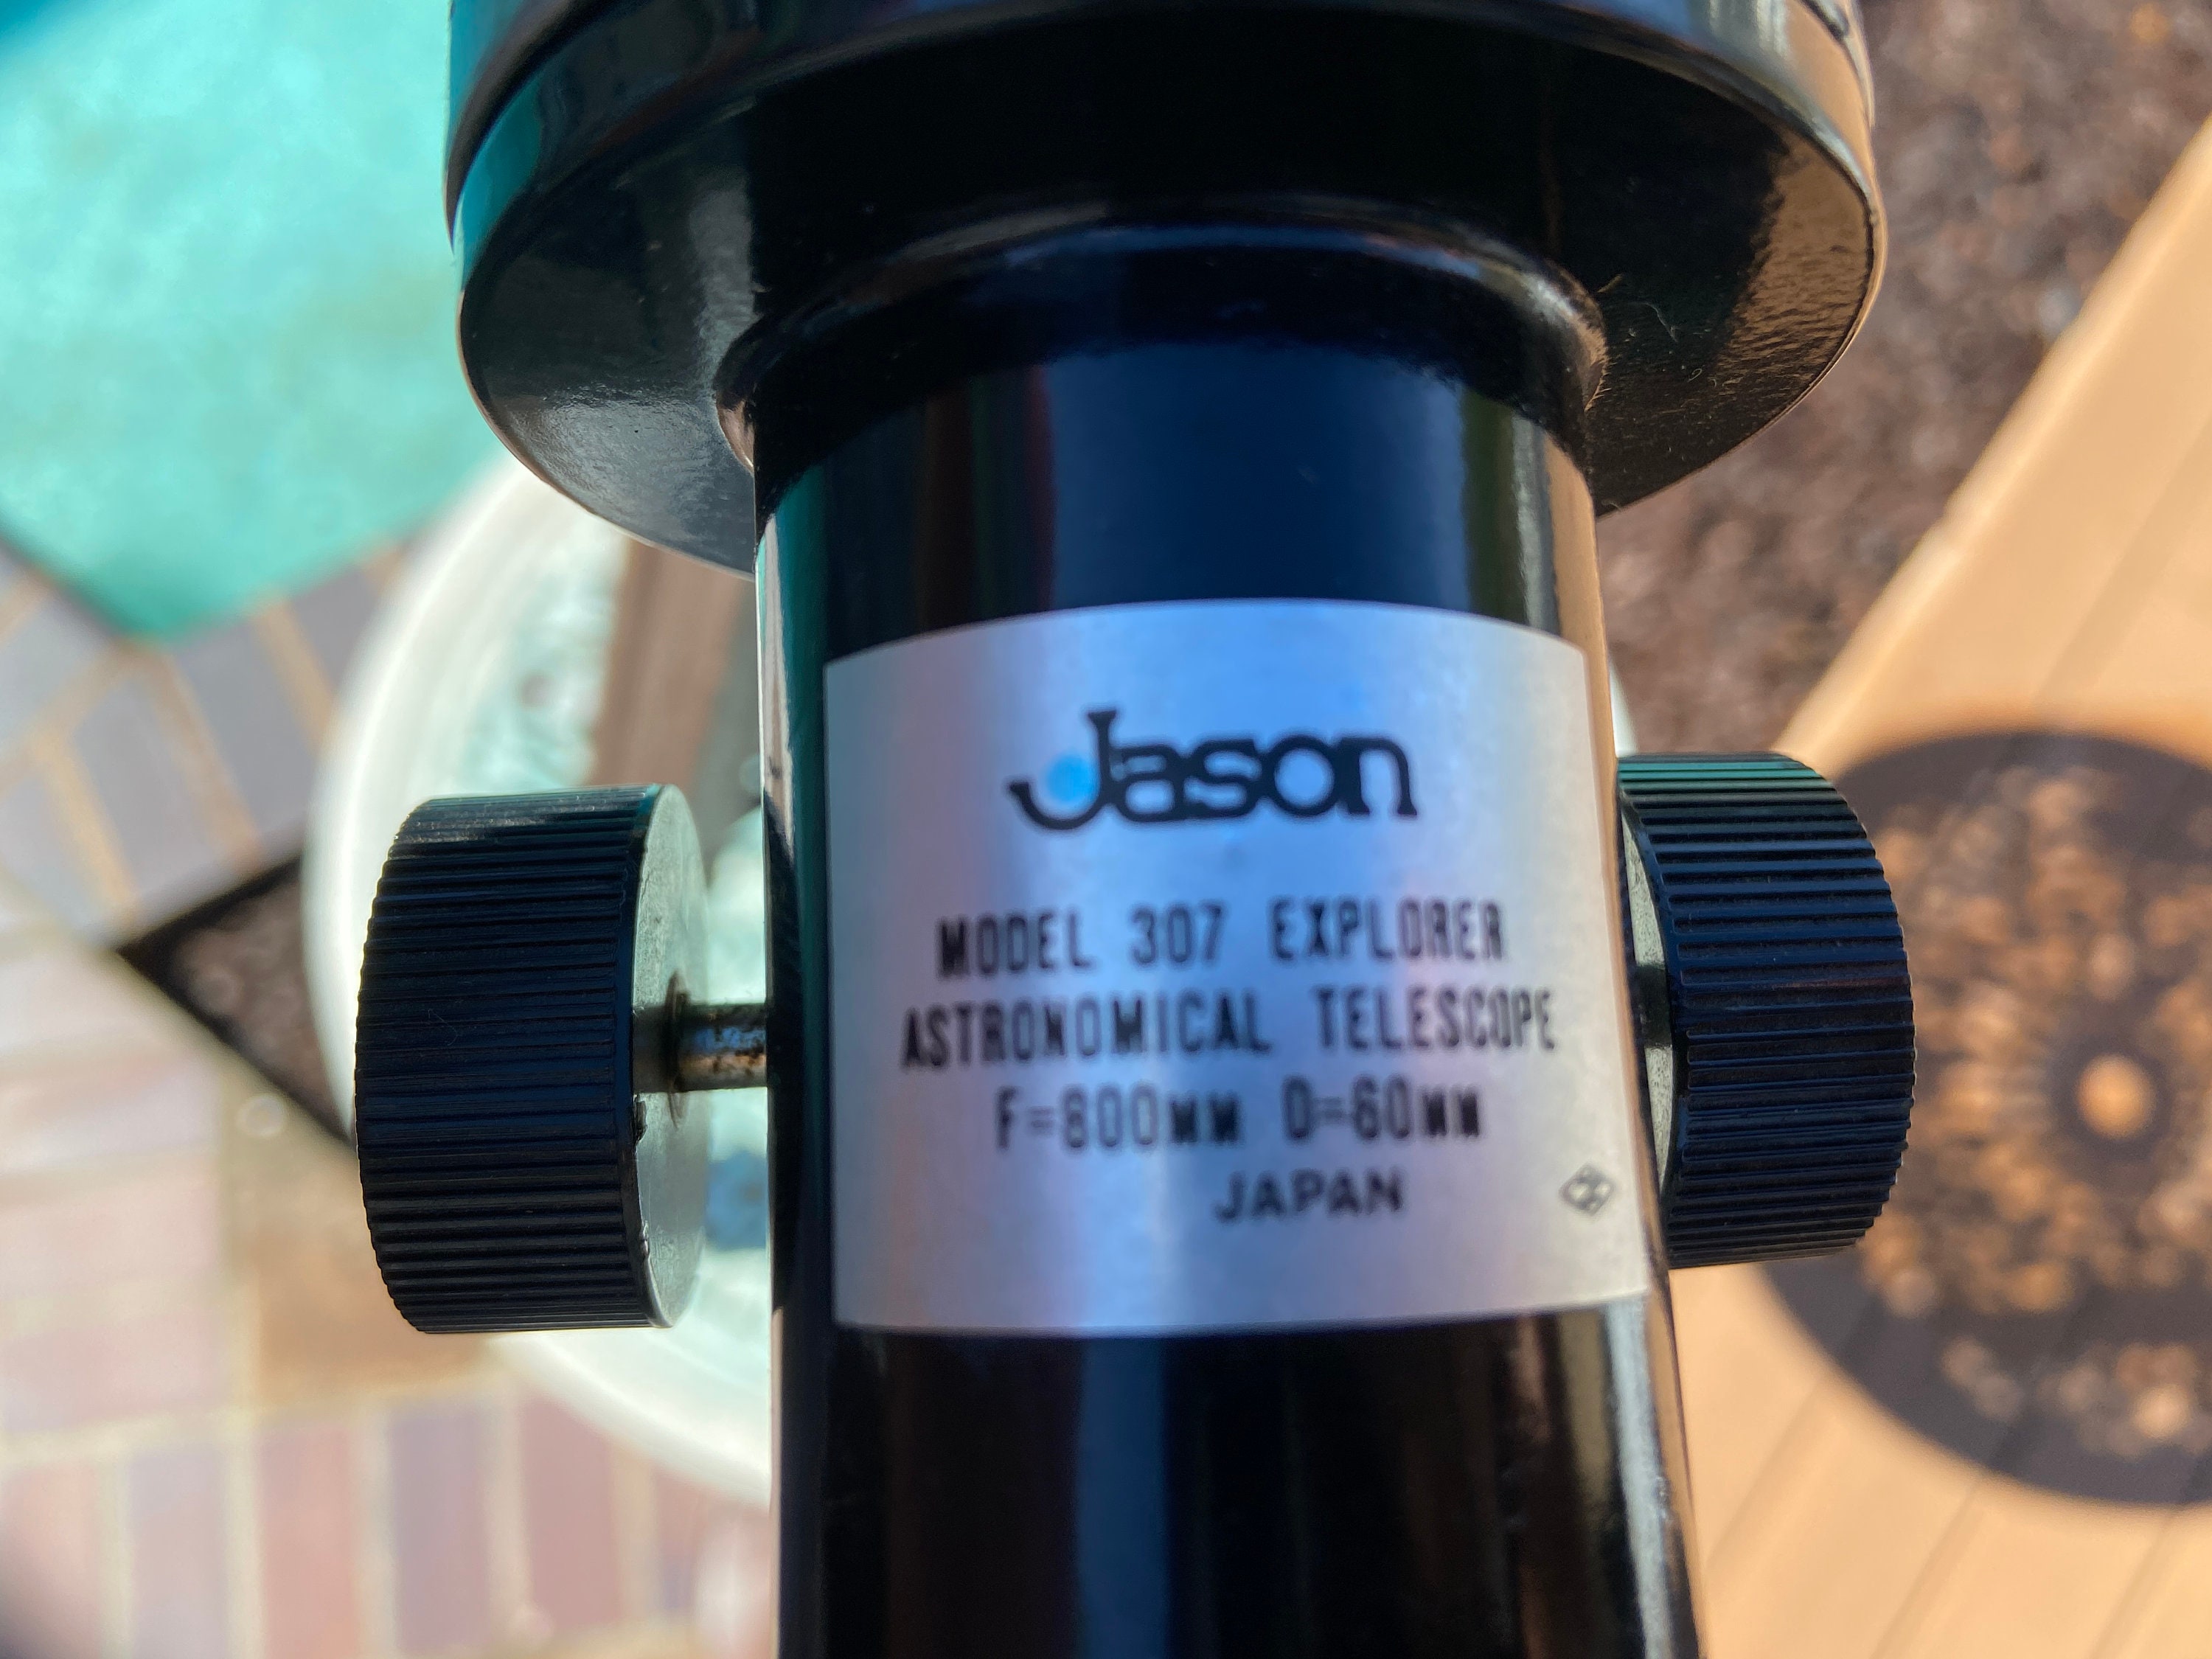 Jason
MODEL 307 EXPLORER
ASTRONOMICAL TELESCOPE
F=800MM D=60MM
JAPAN